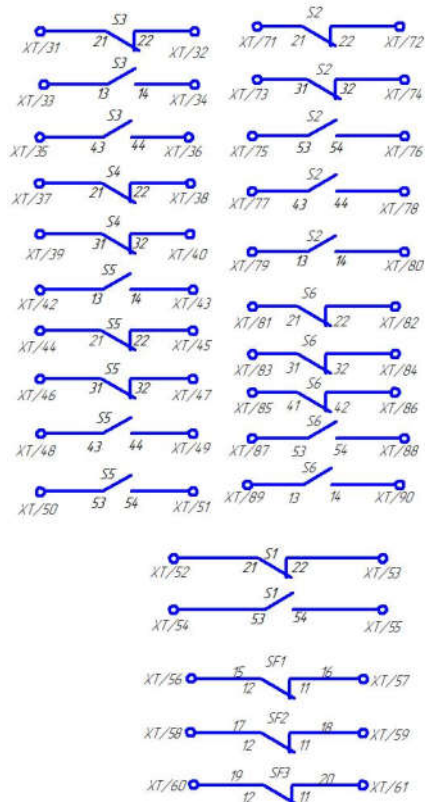 S3
XT/31 21 22 XT/32
S3
XT/33 13 14 XT/34
S3
XT/35 43 44 XT/36
S4
XT/37 21 22 XT/38
S4
XT/39 31 32 XT/40
S5
XT/42 13 14 XT/43
S5
XT/44 21 22 XT/45
S5
XT/46 31 32 XT/47
S5
XT/48 43 44 XT/49
S5
XT/50 53 54 XT/51
S2
XT/71 21 22 XT/72
S2
XT/73 31 32 XT/74
S2
XT/75 53 54 XT/76
S2
XT/77 43 44 XT/78
S2
XT/79 13 14 XT/80
S6
XT/81 21 22 XT/82
S6
XT/83 31 32 XT/84
S6
XT/85 41 42 XT/86
S6
XT/87 53 54 XT/88
S6
XT/89 13 14 XT/90
S1
XT/52 21 22 XT/53
S1
XT/54 53 54 XT/55
SF1
XT/56 15 16 XT/57
12 11
SF2
XT/58 17 18 XT/59
12 11
SF3
XT/60 19 20 XT/61
12 11